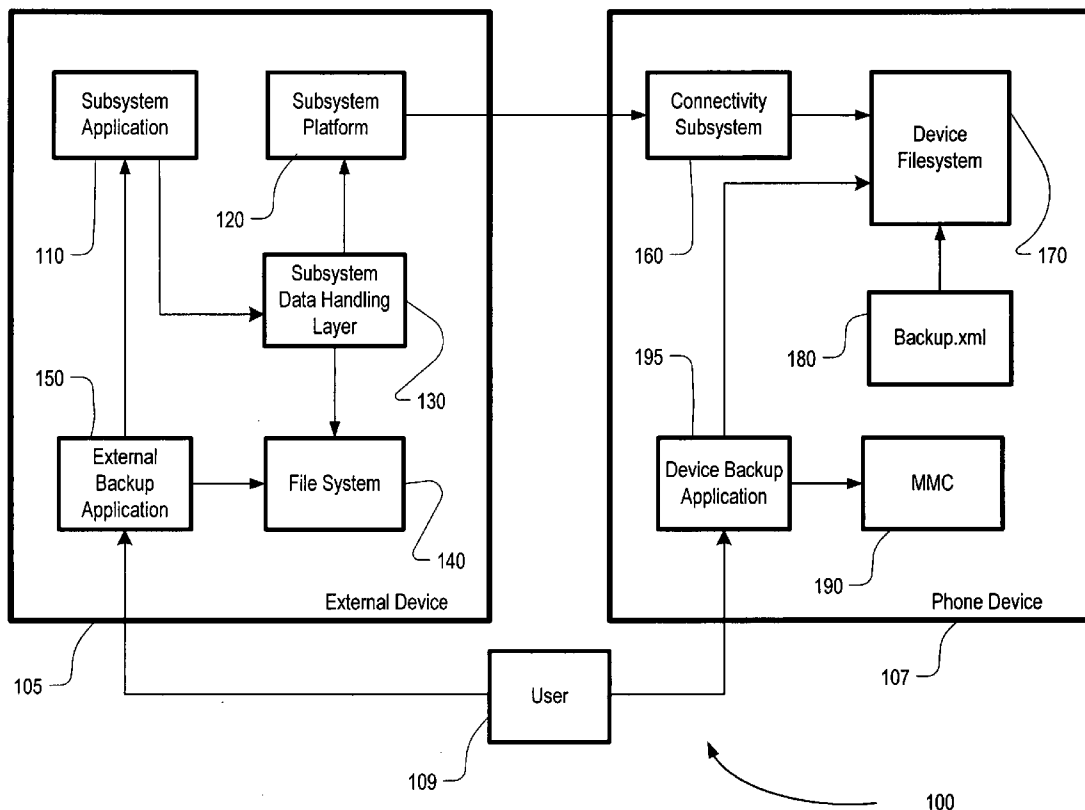 Subsystem
Application
Subsystem
Platform
Connectivity
Subsystem
Device
Filesystem
120
110
160
170
Subsystem
Data Handling
Layer
Backup.xml
180
195
150
130
External
Backup
Application
File System
Device Backup
Application
MMC
140
190
External Device
Phone Device
105
User
107
109
100